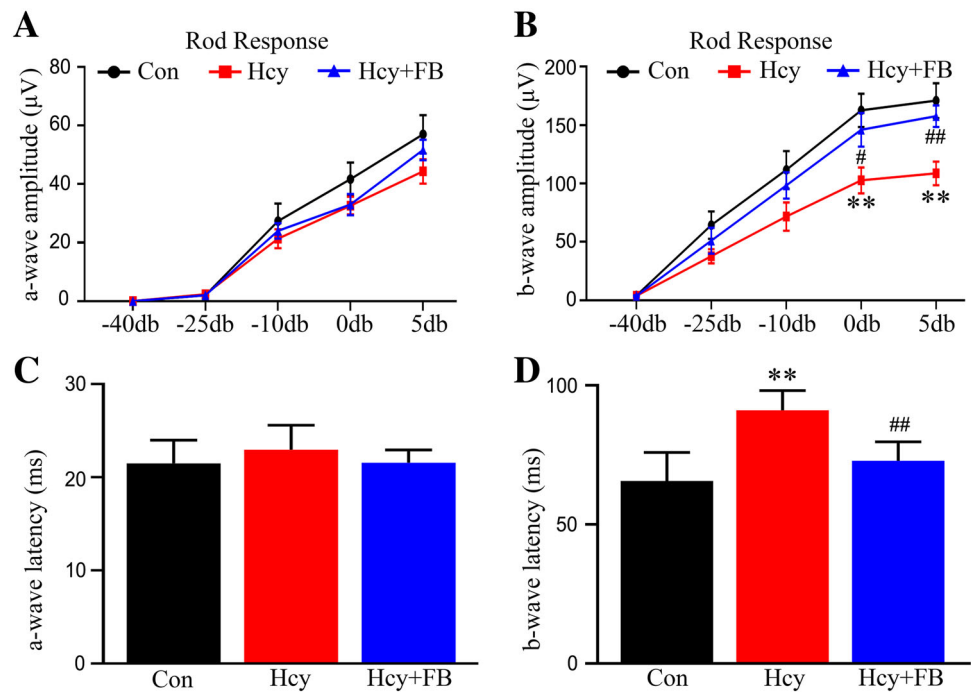 A
Rod Response
Con Hcy Hcy+FB
a-wave amplitude (µV)
80
60
40
20
0
-40db -25db -10db 0db 5db
B
Rod Response
Con Hcy Hcy+FB
b-wave amplitude (µV)
200
150
100
50
0
##
#
** **
-40db -25db -10db 0db 5db
C
a-wave latency (ms)
30
20
10
0
Con Hcy Hcy+FB
D
b-wave latency (ms)
100
50
0
**
##
Con Hcy Hcy+FB